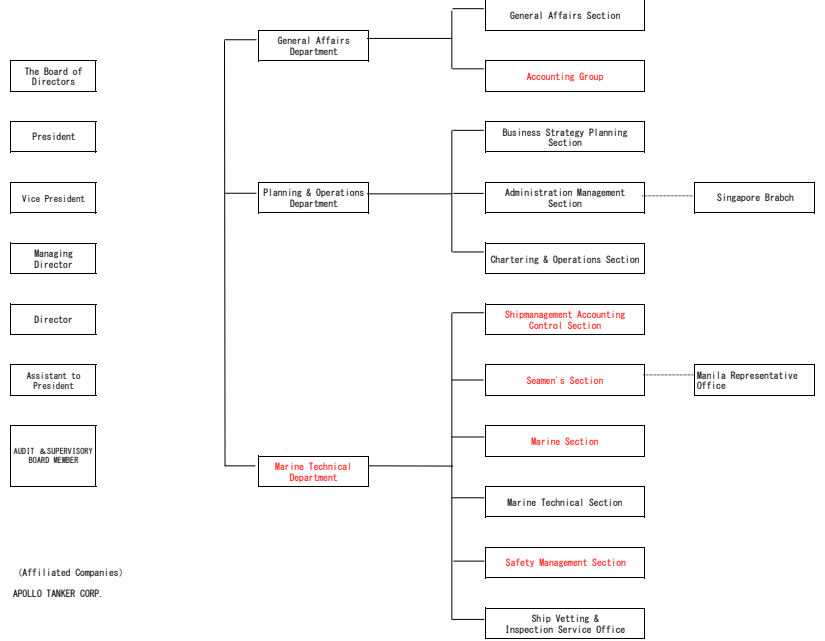 The Board of
Directors
President
Vice President
Managing
Director
Director
Assistant to
President
AUDIT &SUPERVISORY
BOARD MEMBER
(Affiliated Companies)
APOLLO TANKER CORP.
General Affairs
Department
General Affairs Section
Accounting Group
Planning & Operations
Department
Business Strategy Planning
Section
Administration Management
Section
Singapore Brabch
Chartering & Operations Section
Marine Technical
Department
Shipmanagement Accounting
Control Section
Seamen's Section
Manila Representative
Office
Marine Section
Marine Technical Section
Safety Management Section
Ship Vetting &
Inspection Service Office